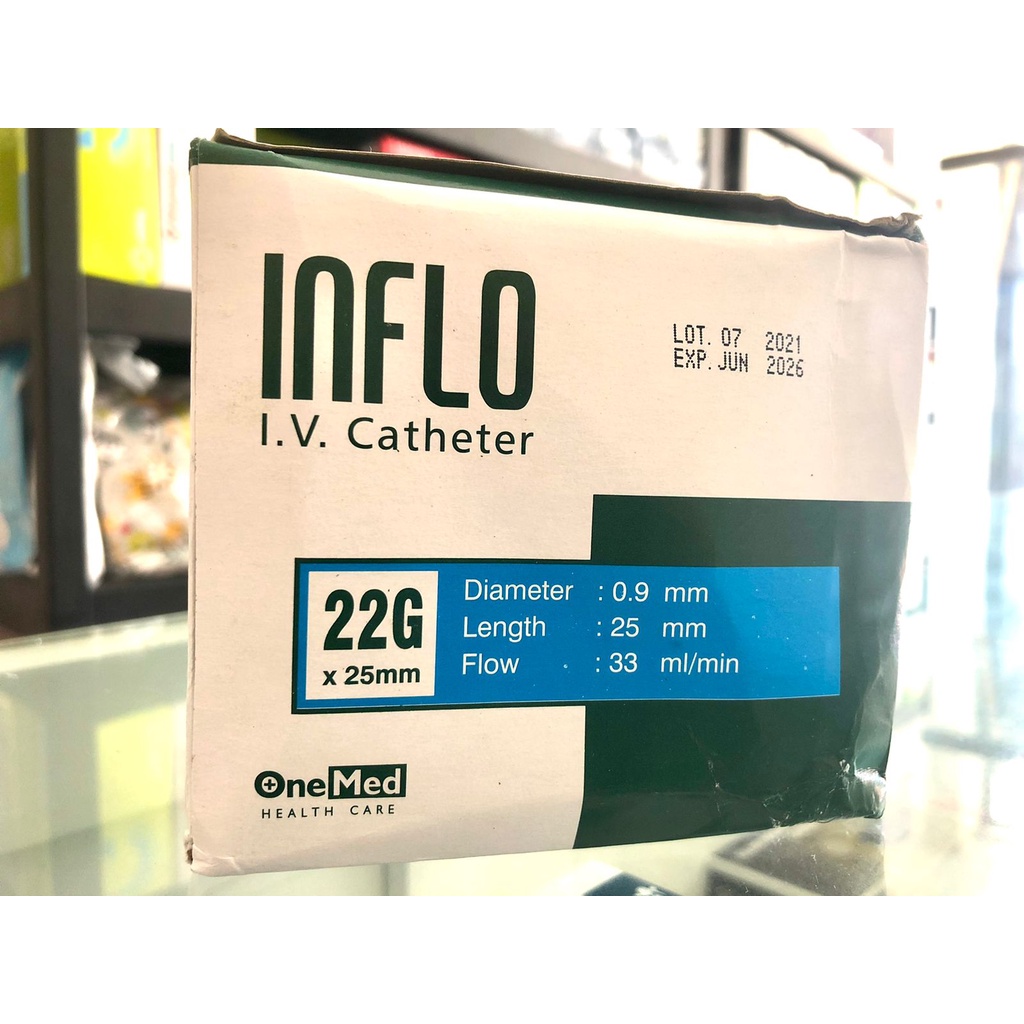 INFLO
I.V. Catheter
LOT. 07 2021
EXP. JUN 2026
22G
x 25mm
Diameter : 0.9 mm
Length : 25 mm
Flow : 33 ml/min
OneMed
HEALTH CARE